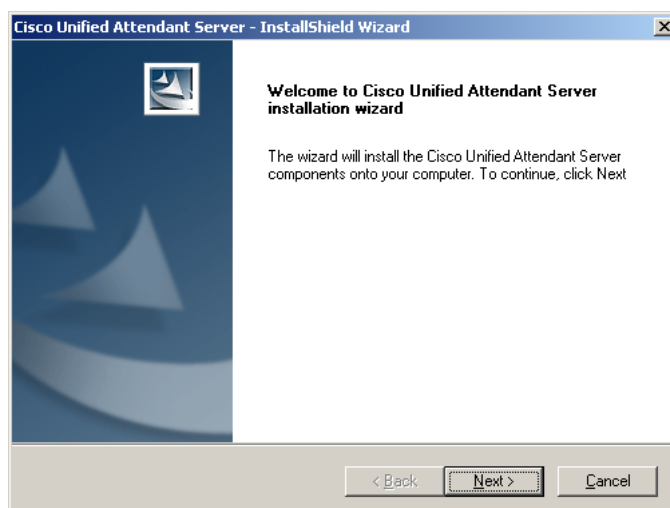 Cisco Unified Attendant Server - InstallShield Wizard
Welcome to Cisco Unified Attendant Server
installation wizard
The wizard will install the Cisco Unified Attendant Server
components onto your computer. To continue, click Next
< Back
Next >
Cancel